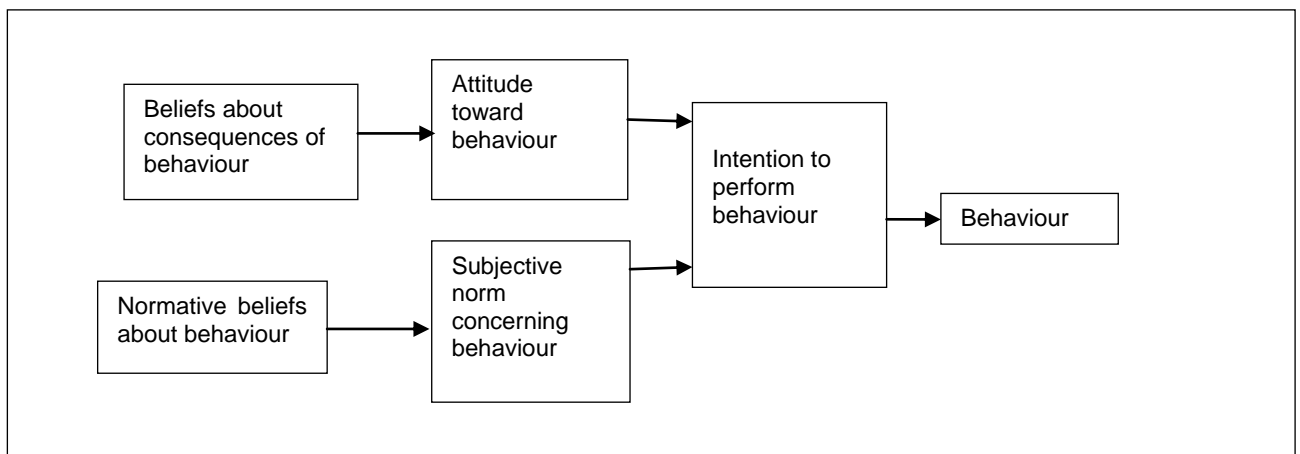 Beliefs about
consequences of
behaviour
Attitude
toward
behaviour
Intention to
perform
behaviour
Behaviour
Normative beliefs
about behaviour
Subjective
norm
concerning
behaviour